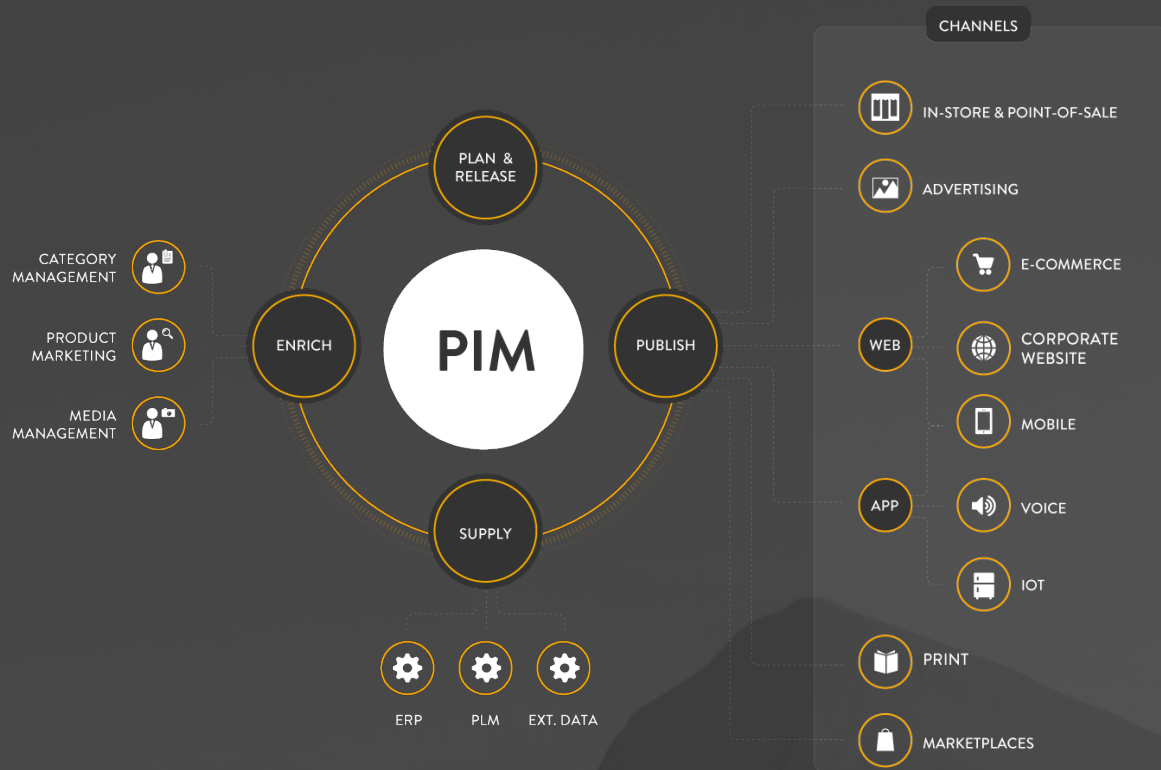 CHANNELS
IN-STORE & POINT-OF-SALE
PLAN &
RELEASE
ADVERTISING
CATEGORY
MANAGEMENT
E-COMMERCE
PRODUCT
MARKETING
ENRICH
PIM
PUBLISH
WEB
CORPORATE
WEBSITE
MEDIA
MANAGEMENT
MOBILE
SUPPLY
APP
VOICE
IOT
PRINT
ERP
PLM
EXT. DATA
MARKETPLACES